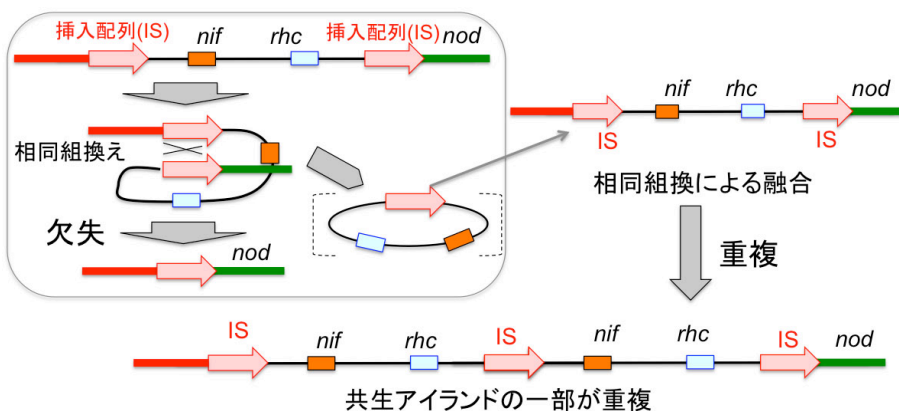 挿入配列(IS) nif rhc 挿入配列(IS) nod
相同組換え
欠失
nod
nif rhc nod
IS IS
相同組換による融合
重複
IS nif rhc IS nif rhc IS nod
共生アイランドの一部が重複